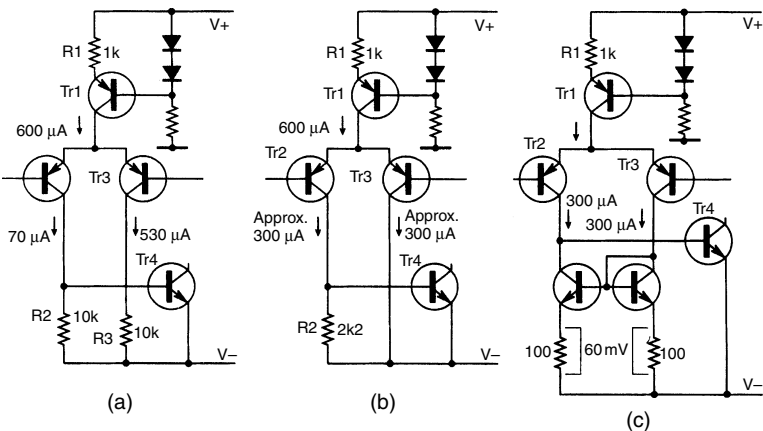 V+
R1
1k
Tr1
600 µA
Tr3
70 µA
530 µA
Tr4
R2
10k
R3
10k
V–
(a)
V+
R1
1k
Tr1
600 µA
Tr2
Tr3
Approx.
300 µA
Approx.
300 µA
Tr4
R2
2k2
V–
(b)
V+
R1
1k
Tr1
Tr2
Tr3
300 µA
300 µA
Tr4
100
60 mV
100
V–
(c)